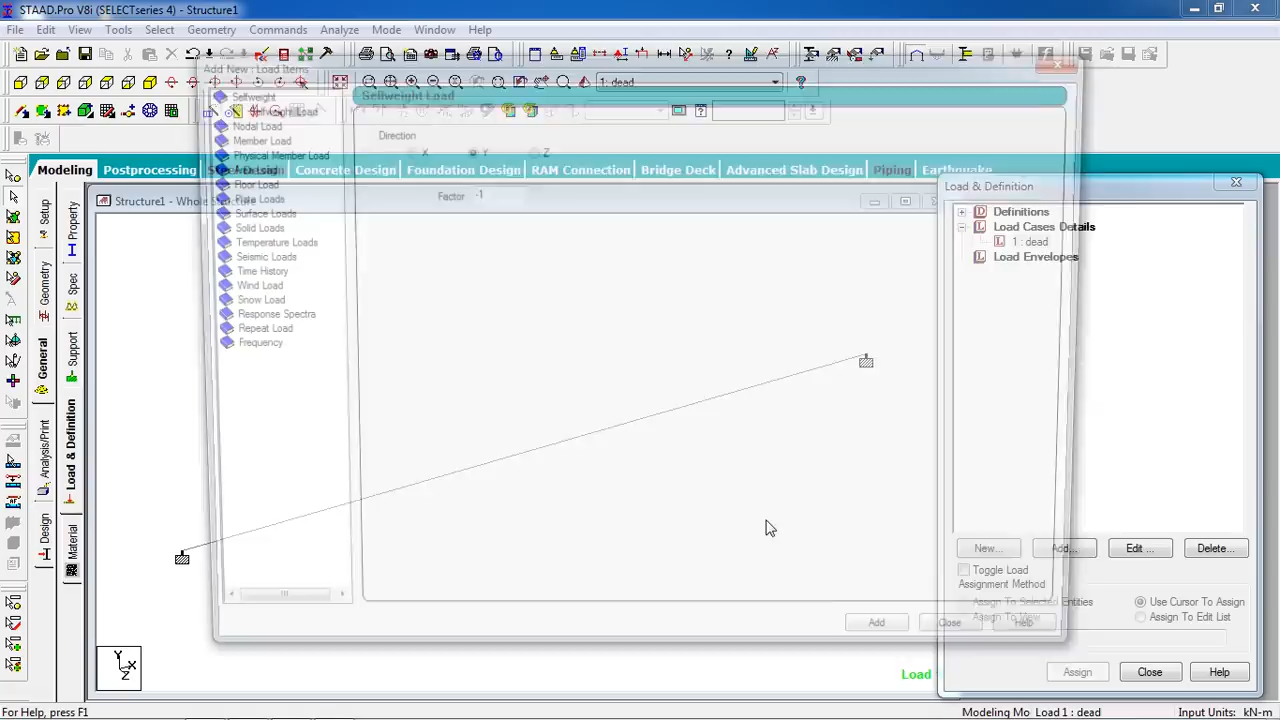 STAAD.Pro V8i (SELECTseries 4) - Structure1
File Edit View Tools Select Geometry Commands Analyze Mode Window Help
Add New : Load Items
1: dead
Selfweight
Selfweight Load
Selfweight Load
Nodal Load
Member Load
Physical Member Load
Floor Load
Plate Loads
Surface Loads
Solid Loads
Temperature Loads
Seismic Loads
Time History
Wind Load
Snow Load
Response Spectra
Repeat Load
Frequency
Direction
X Y Z
Factor -1
Modeling Postprocessing Concrete Design Foundation Design RAM Connection Bridge Deck Advanced Slab Design Piping Earthquake
Setup
Geometry
General
Analysis/Print
Design
Property
Spec
Support
Load & Definition
Material
Structure1 - Whole Structure
Y
X
Z
Load
Add Close Help
Load & Definition
Definitions
Load Cases Details
1 : dead
Load Envelopes
New... Add... Edit ... Delete...
Toggle Load
Assignment Method
Assign To Selected Entities Use Cursor To Assign
Assign To View Assign To Edit List
Assign Close Help
For Help, press F1 Modeling Mo Load 1 : dead Input Units: kN-m